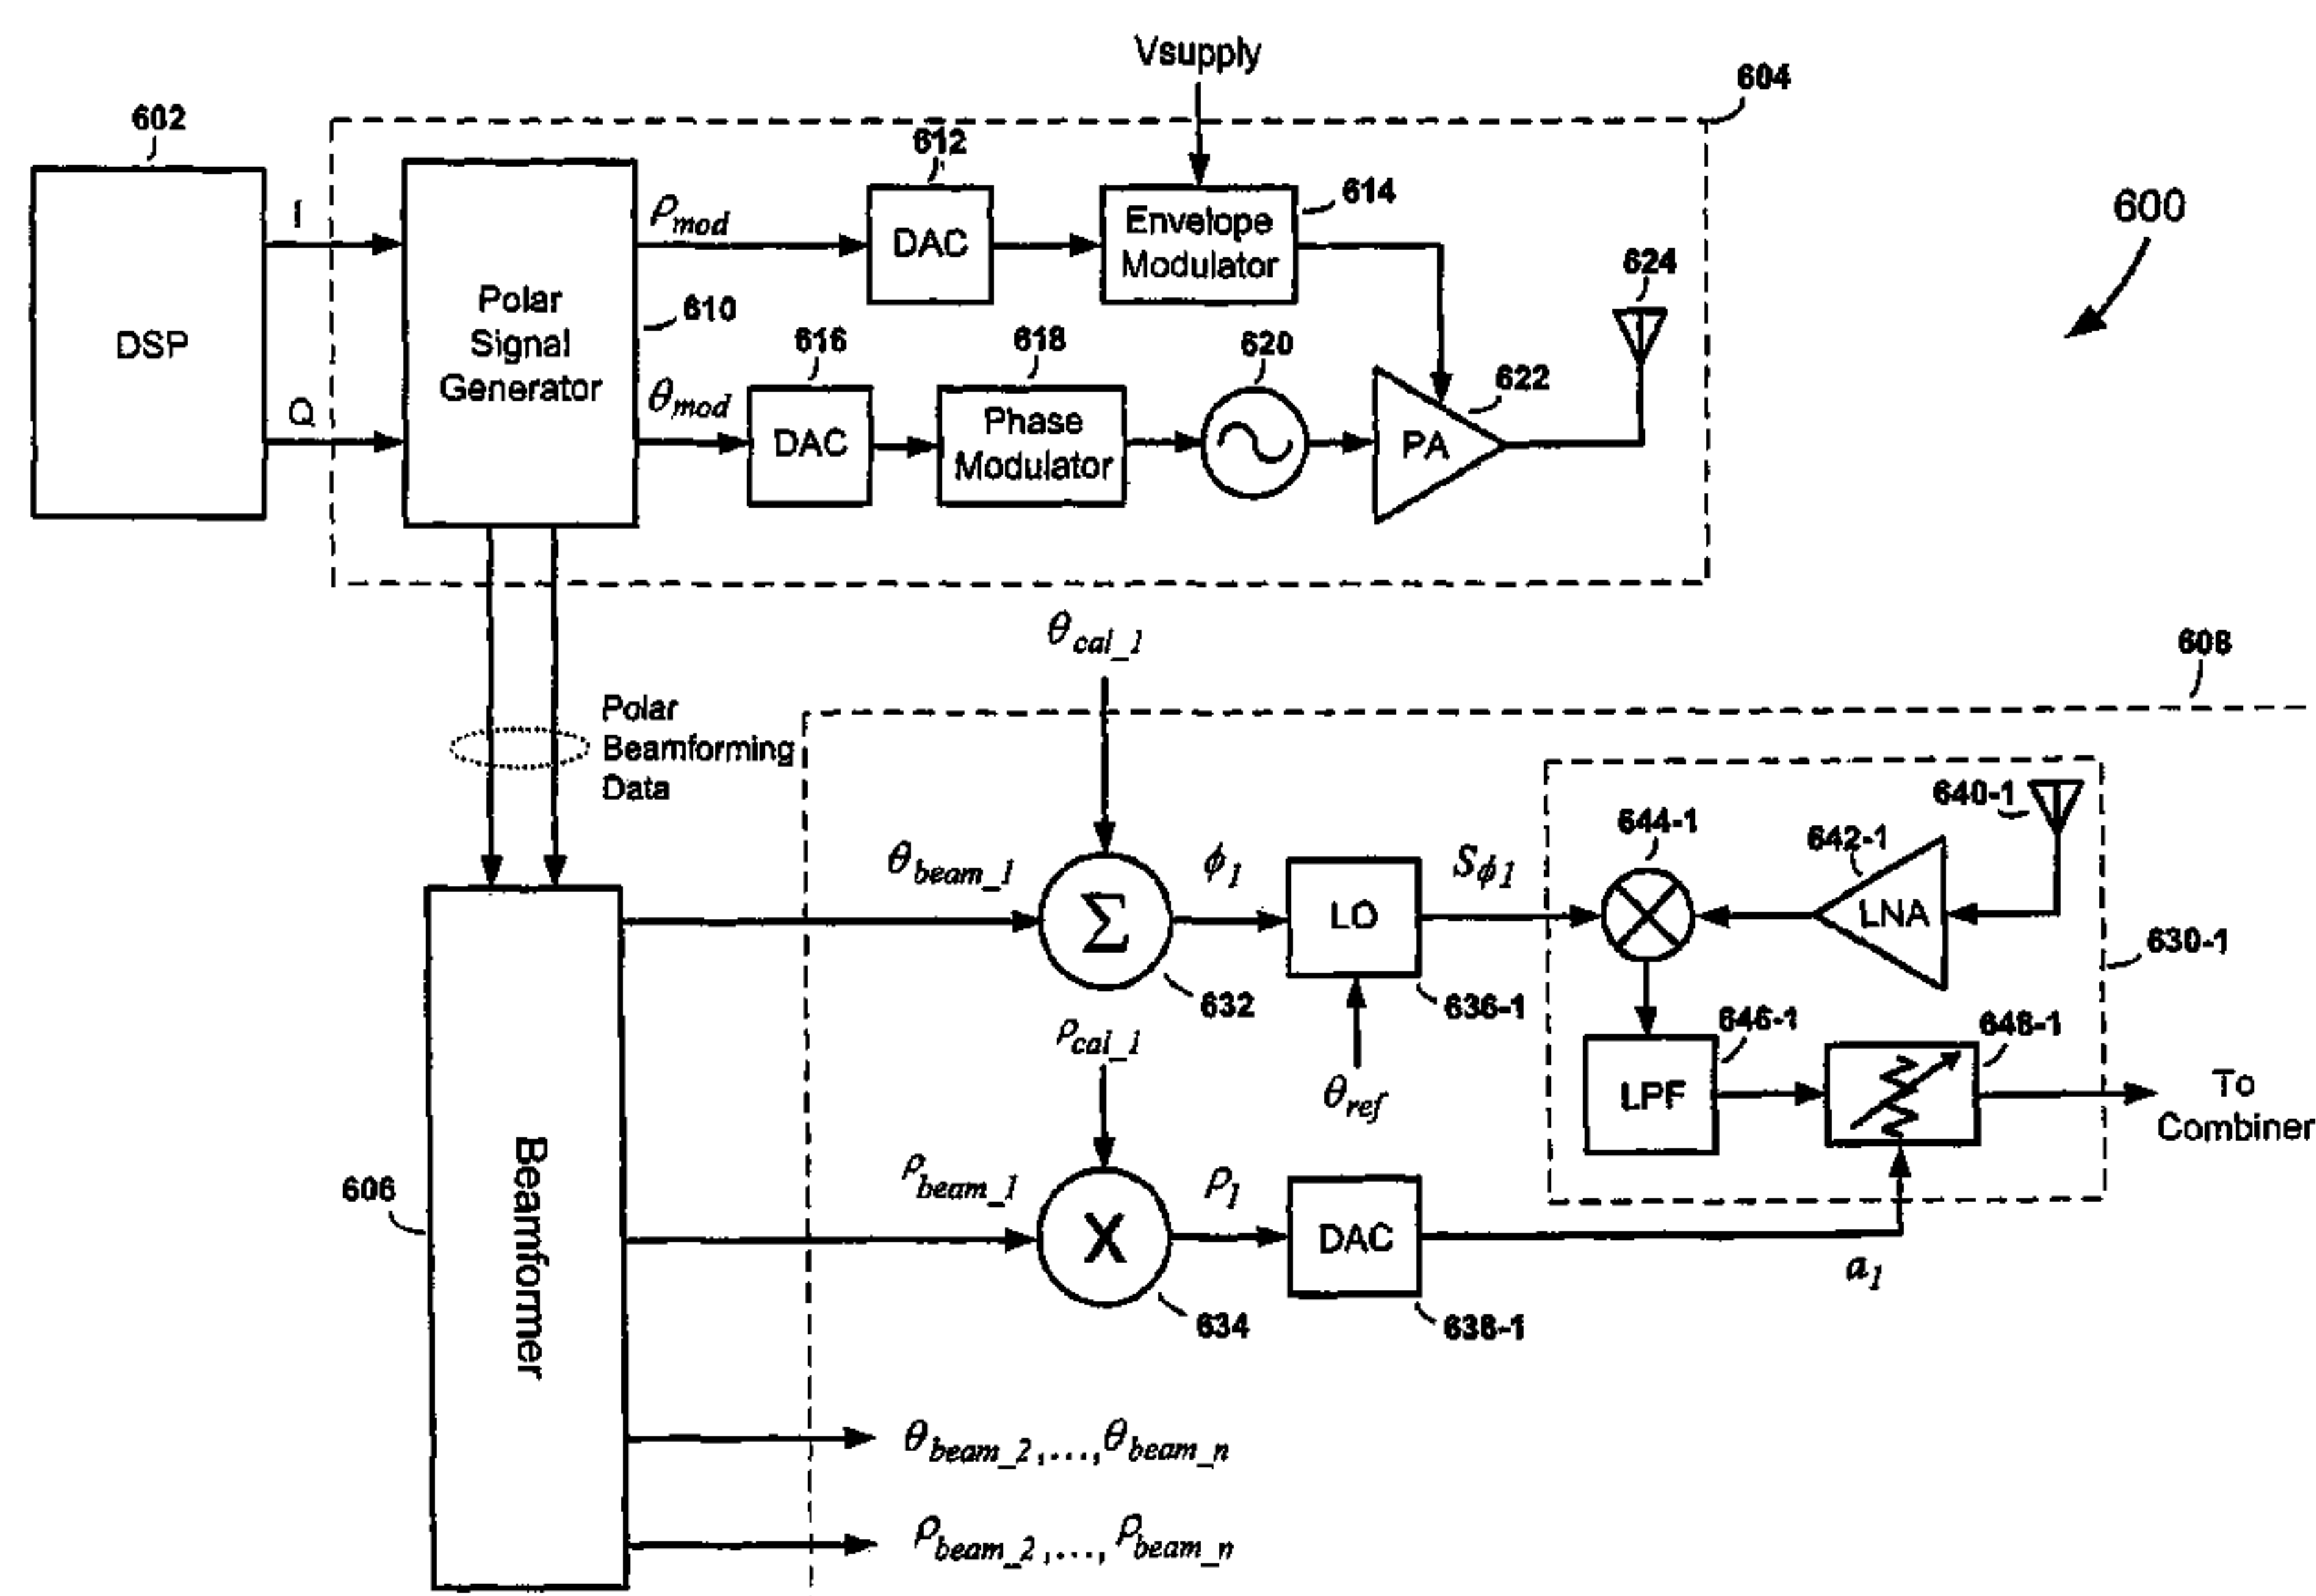 Vsupply
604
602
612
614
I
ρmod
DAC
Envelope
Modulator
600
624
DSP
Polar
Signal
Generator
610
616
618
620
622
Q
θmod
DAC
Phase
Modulator
PA
θcal_1
608
Polar
Beamforming
Data
640-1
644-1
642-1
θbeam_1
ϕ1
Sϕ1
Σ
LO
LNA
630-1
632
636-1
ρcal_1
646-1
648-1
θref
LPF
To
Combiner
606
Beamformer
ρbeam_1
ρ1
X
DAC
a1
634
638-1
θbeam_2,...,θbeam_n
ρbeam_2,...,ρbeam_n